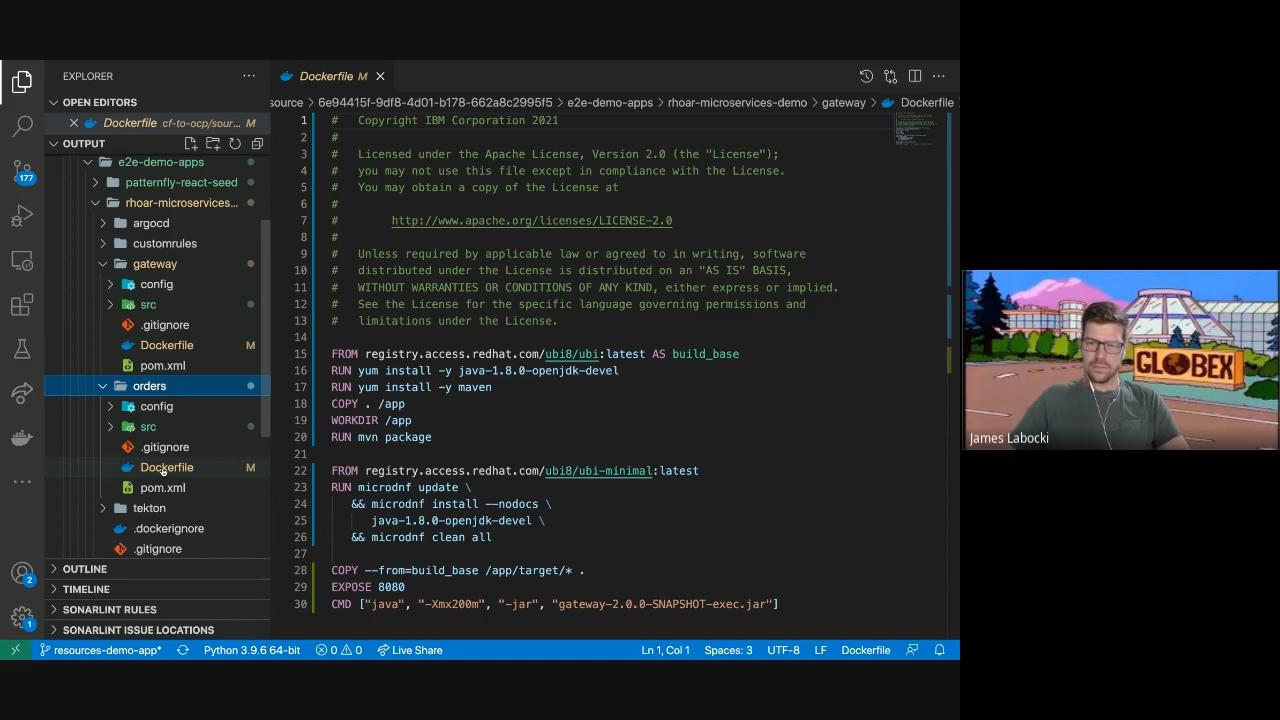 EXPLORER
OPEN EDITORS
Dockerfile cf-to-ocp/sour... M
OUTPUT
e2e-demo-apps
patternfly-react-seed
rhoar-microservices...
argocd
customrules
gateway
config
src
.gitignore
Dockerfile M
pom.xml
orders
config
src
.gitignore
Dockerfile M
pom.xml
tekton
.dockerignore
.gitignore
OUTLINE
TIMELINE
SONARLINT RULES
SONARLINT ISSUE LOCATIONS
177
2
1
Dockerfile M
source > 6e94415f-9df8-4d01-b178-662a8c2995f5 > e2e-demo-apps > rhoar-microservices-demo > gateway > Dockerfile
1 # Copyright IBM Corporation 2021
2 #
3 # Licensed under the Apache License, Version 2.0 (the "License");
4 # you may not use this file except in compliance with the License.
5 # You may obtain a copy of the License at
6 #
7 # http://www.apache.org/licenses/LICENSE-2.0
8 #
9 # Unless required by applicable law or agreed to in writing, software
10 # distributed under the License is distributed on an "AS IS" BASIS,
11 # WITHOUT WARRANTIES OR CONDITIONS OF ANY KIND, either express or implied.
12 # See the License for the specific language governing permissions and
13 # limitations under the License.
14
15 FROM registry.access.redhat.com/ubi8/ubi:latest AS build_base
16 RUN yum install -y java-1.8.0-openjdk-devel
17 RUN yum install -y maven
18 COPY . /app
19 WORKDIR /app
20 RUN mvn package
21
22 FROM registry.access.redhat.com/ubi8/ubi-minimal:latest
23 RUN microdnf update \
24 && microdnf install --nodocs \
25 java-1.8.0-openjdk-devel \
26 && microdnf clean all
27
28 COPY --from=build_base /app/target/* .
29 EXPOSE 8080
30 CMD ["java", "-Xmx200m", "-jar", "gateway-2.0.0-SNAPSHOT-exec.jar"]
resources-demo-app* Python 3.9.6 64-bit 0 0 Live Share Ln 1, Col 1 Spaces: 3 UTF-8 LF Dockerfile
GLOBEX
James Labocki